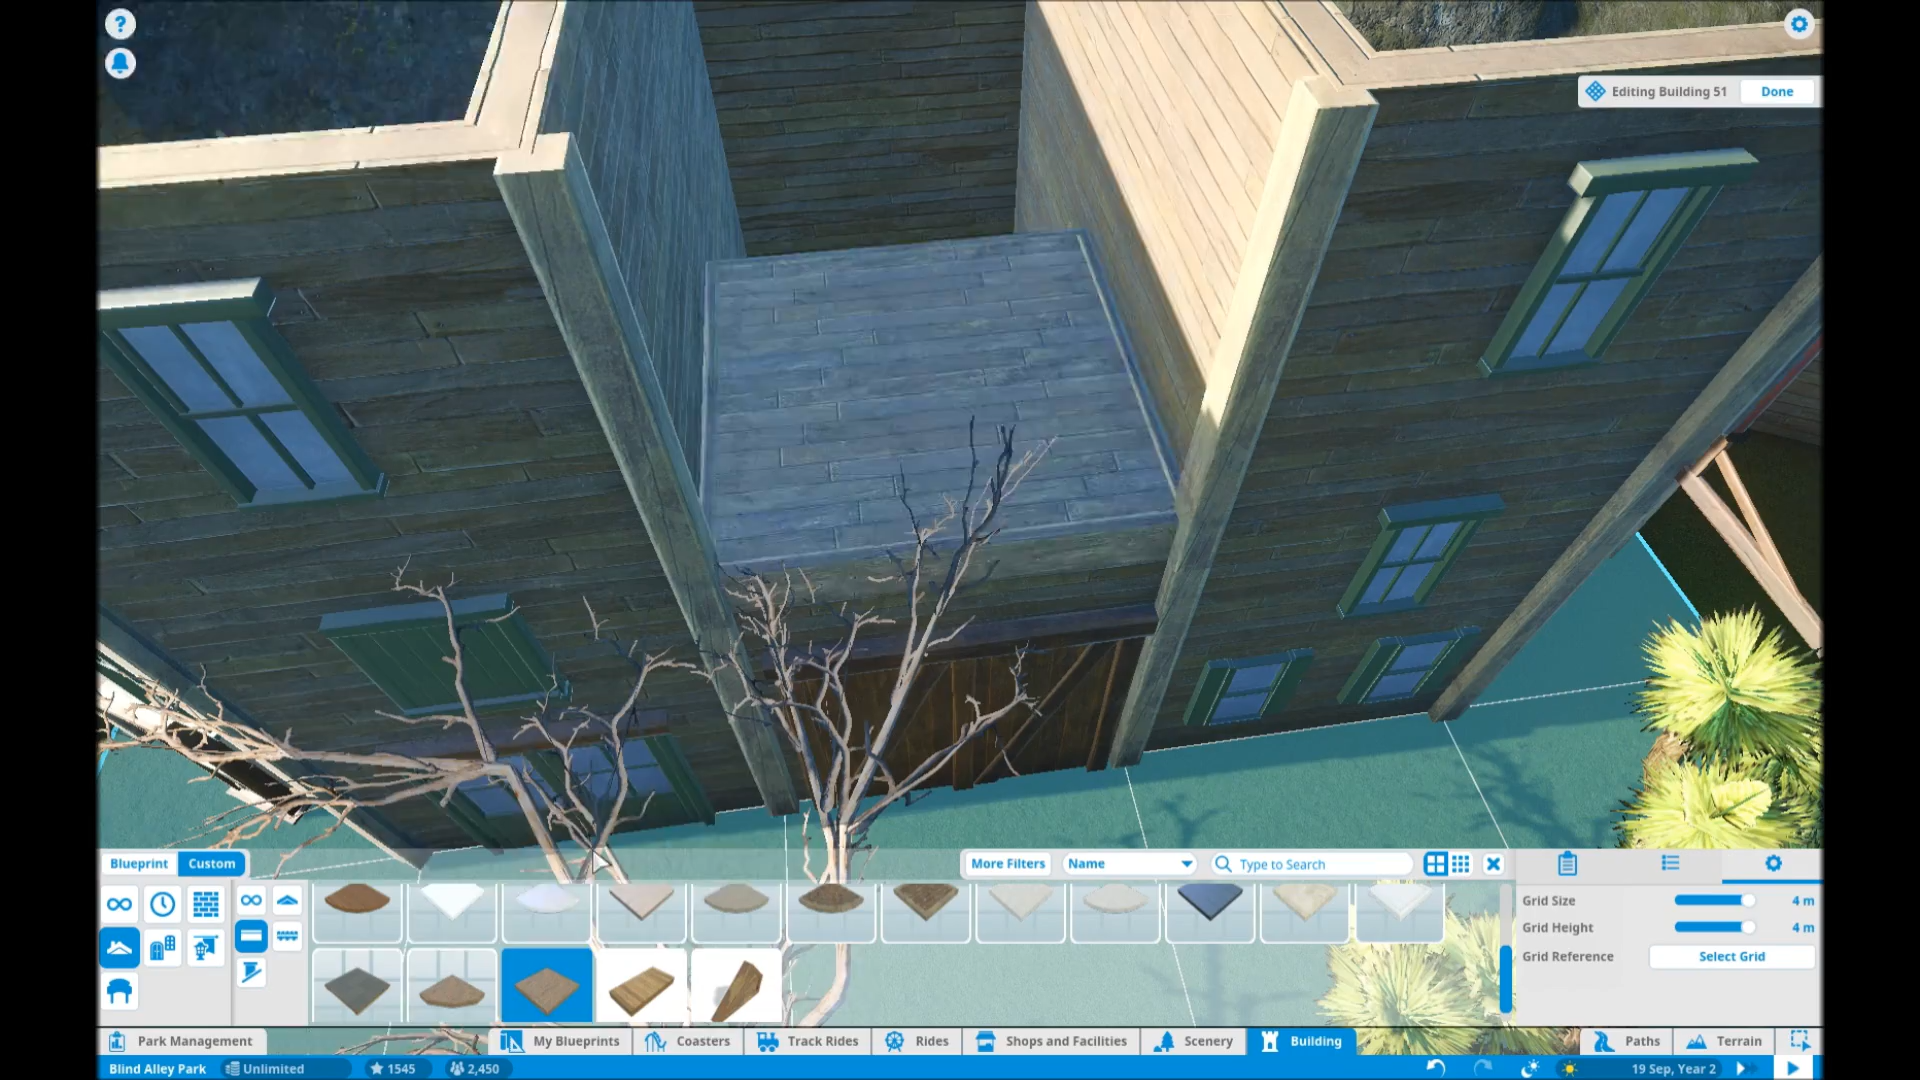 ?
Editing Building 51 Done
Blueprint Custom
More Filters Name Type to Search
Grid Size 4 m
Grid Height 4 m
Grid Reference Select Grid
Park Management My Blueprints Coasters Track Rides Rides Shops and Facilities Scenery Building Paths Terrain
Blind Alley Park Unlimited 1545 2,450 19 Sep, Year 2